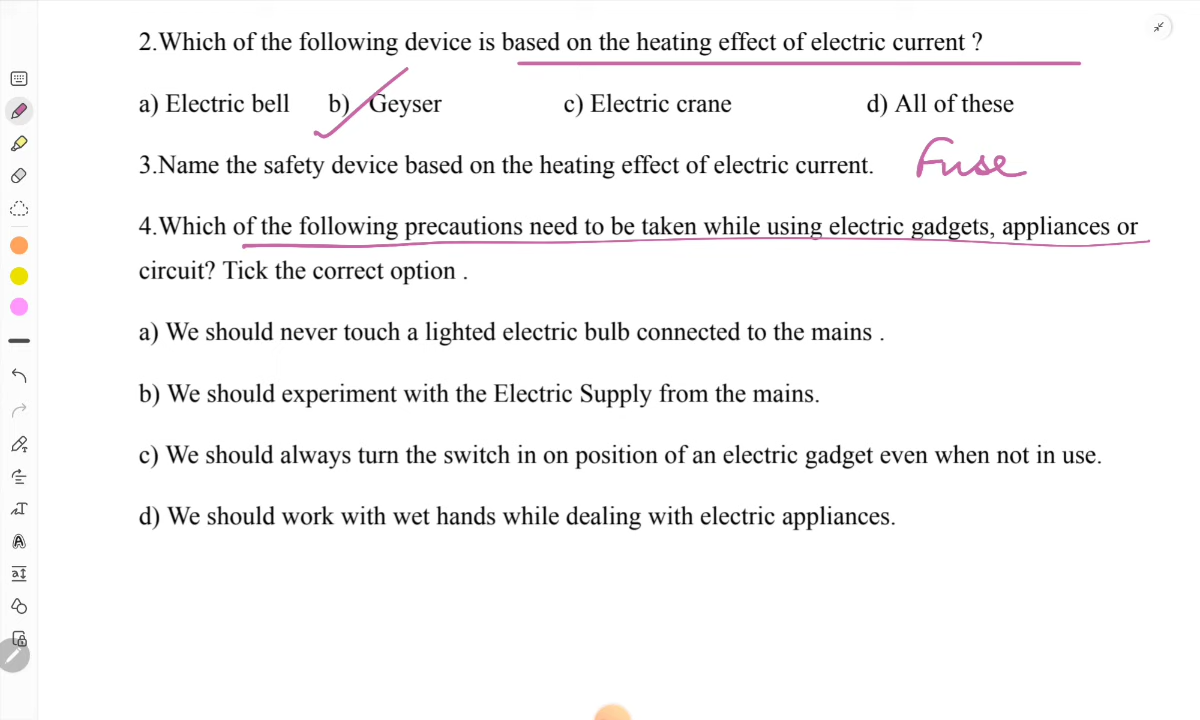 2.Which of the following device is based on the heating effect of electric current ?
a) Electric bell b) Geyser c) Electric crane d) All of these
3.Name the safety device based on the heating effect of electric current. Fuse
4.Which of the following precautions need to be taken while using electric gadgets, appliances or
circuit? Tick the correct option .
a) We should never touch a lighted electric bulb connected to the mains .
b) We should experiment with the Electric Supply from the mains.
c) We should always turn the switch in on position of an electric gadget even when not in use.
d) We should work with wet hands while dealing with electric appliances.